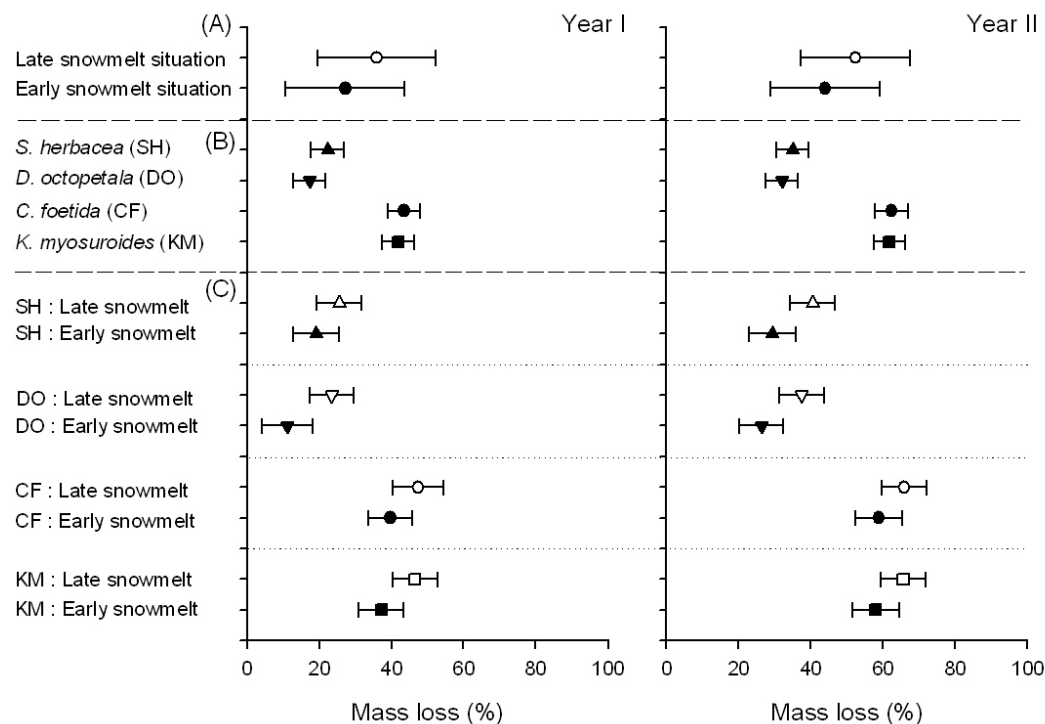 (A) Year I Year II
Late snowmelt situation
Early snowmelt situation
S. herbacea (SH) (B)
D. octopetala (DO)
C. foetida (CF)
K. myosuroides (KM)
(C)
SH : Late snowmelt
SH : Early snowmelt
DO : Late snowmelt
DO : Early snowmelt
CF : Late snowmelt
CF : Early snowmelt
KM : Late snowmelt
KM : Early snowmelt
0 20 40 60 80 100 0 20 40 60 80 100
Mass loss (%) Mass loss (%)